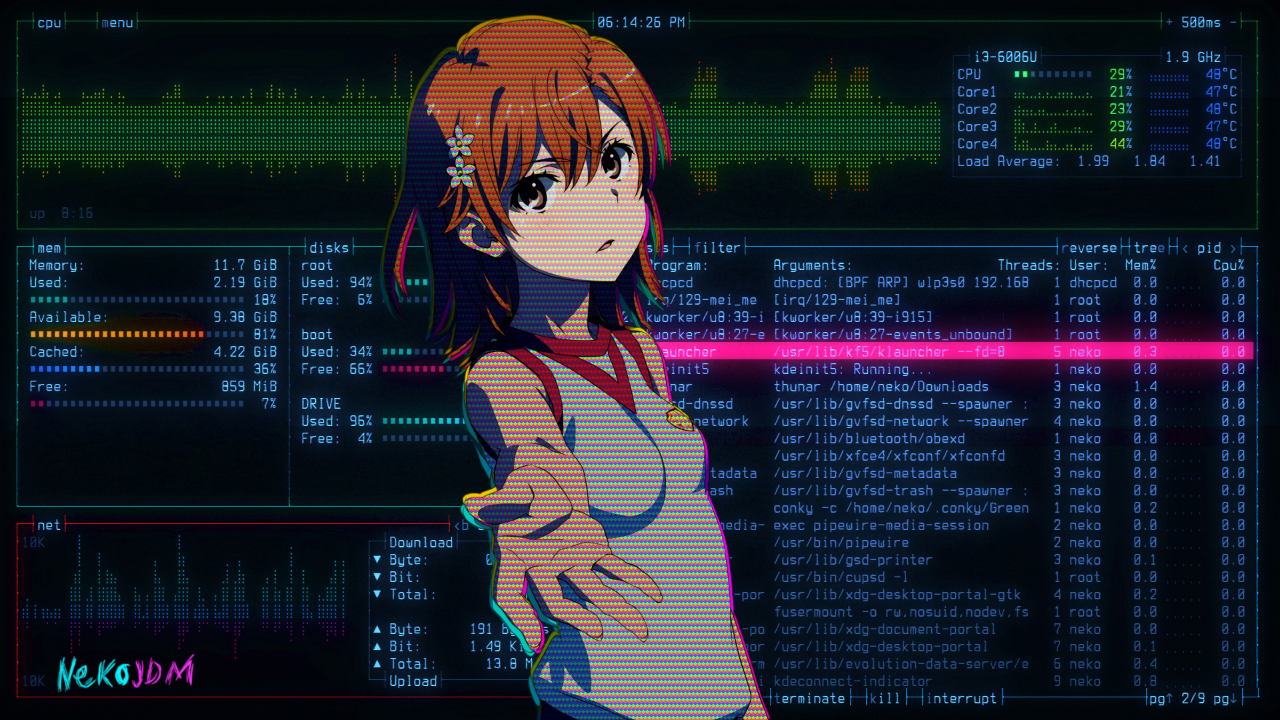 cpu menu 06:14:26 PM + 500ms -
i3-6006U 1.9 GHz
CPU 29% 48°C
Core1 21% 47°C
Core2 23% 48°C
Core3 29% 47°C
Core4 44% 48°C
Load Average: 1.99 1.84 1.41
up 8:16
mem disks filter reverse tree < pid >
Memory: 11.7 GiB root rogram: Arguments: Threads: User: Mem% Cpu%
Used: 2.19 GiB Used: 94% hcpcd dhcpcd: [BPF ARP] wlp3s0 192.168 1 dhcpcd 0.0 0.0
18% Free: 6% q/129-mei_me [irq/129-mei_me] 1 root 0.0 0.0
Available: 9.38 GiB kworker/u8:39-i [kworker/u8:39-i915] 1 root 0.0 0.0
81% boot kworker/u8:27-e [kworker/u8:27-events_unbound] 1 root 0.0 0.0
Cached: 4.22 GiB Used: 34% auncher /usr/lib/kf5/klauncher --fd=8 5 neko 0.3 0.0
36% Free: 66% einit5 kdeinit5: Running... 1 neko 0.0 0.0
Free: 859 MiB nar thunar /home/neko/Downloads 3 neko 1.4 0.0
7% DRIVE sd-dnssd /usr/lib/gvfsd-dnssd --spawner : 3 neko 0.0 0.0
Used: 96% network /usr/lib/gvfsd-network --spawner 4 neko 0.0 0.0
Free: 4% /usr/lib/bluetooth/obexd 1 neko 0.0 0.0
/usr/lib/xfce4/xfconf/xfconfd 3 neko 0.0 0.0
tadata /usr/lib/gvfsd-metadata 3 neko 0.0 0.0
ash /usr/lib/gvfsd-trash --spawner : 3 neko 0.0 0.0
conky -c /home/neko/.conky/Green 1 neko 0.2 0.0
net <b media- exec pipewire-media-session 2 neko 0.0 0.0
10K Download /usr/bin/pipewire 2 neko 0.0 0.0
▼ Byte: /usr/lib/gsd-printer 3 neko 0.1 0.0
▼ Bit: /usr/bin/cupsd -l 1 root 0.0 0.0
▼ Total: -por /usr/lib/xdg-desktop-portal-gtk 4 neko 0.2 0.0
fusermount -o rw,nosuid,nodev,fs 1 root 0.0 0.0
▲ Byte: 191 -po /usr/lib/xdg-document-portal 7 neko 0.0 0.0
▲ Bit: 1.49 /usr/lib/xdg-desktop-portal 7 neko 0.1 0.0
▲ Total: 13.8 M /usr/lib/evolution-data-server/e 6 neko 0.4 0.0
10K Upload kdeconnect-indicator 9 neko 0.8 0.0
NekoJDM
terminate kill interrupt pg↑ 2/9 pg↓